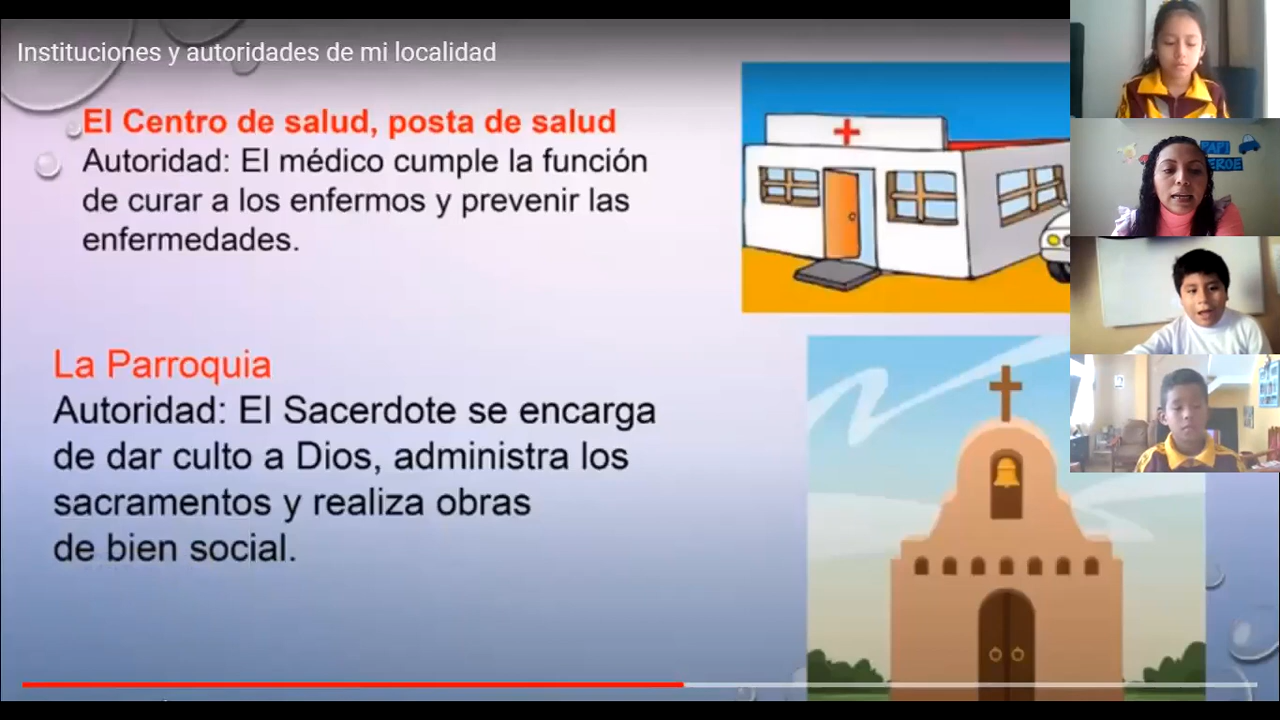 Instituciones y autoridades de mi localidad
El Centro de salud, posta de salud
Autoridad: El médico cumple la función
de curar a los enfermos y prevenir las
enfermedades.
La Parroquia
Autoridad: El Sacerdote se encarga
de dar culto a Dios, administra los
sacramentos y realiza obras
de bien social.
PAPI